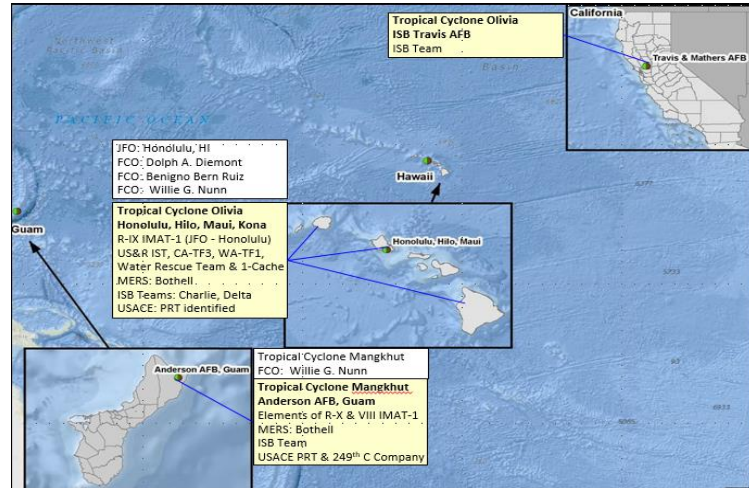 Tropical Cyclone Olivia
ISB Travis AFB
ISB Team
California
Travis & Mathers AFB
Northwest
Pacific Basin
PACIFIC OCEAN
Basin
JFO: Honolulu, HI
FCO: Dolph A. Diemont
FCO: Benigno Bern Ruiz
FCO: Willie G. Nunn
Hawaii
Tropical Cyclone Olivia
Honolulu, Hilo, Maui, Kona
R-IX IMAT-1 (JFO - Honolulu)
US&R IST, CA-TF3, WA-TF1,
Water Rescue Team & 1-Cache
MERS: Bothell
ISB Teams: Charlie, Delta
USACE: PRT identified
Honolulu, Hilo, Maui
Guam
Anderson AFB, Guam
Tropical Cyclone Mangkhut
FCO: Willie G. Nunn
Tropical Cyclone Mangkhut
Anderson AFB, Guam
Elements of R-X & VIII IMAT-1
MERS: Bothell
ISB Team
USACE PRT & 249th C Company